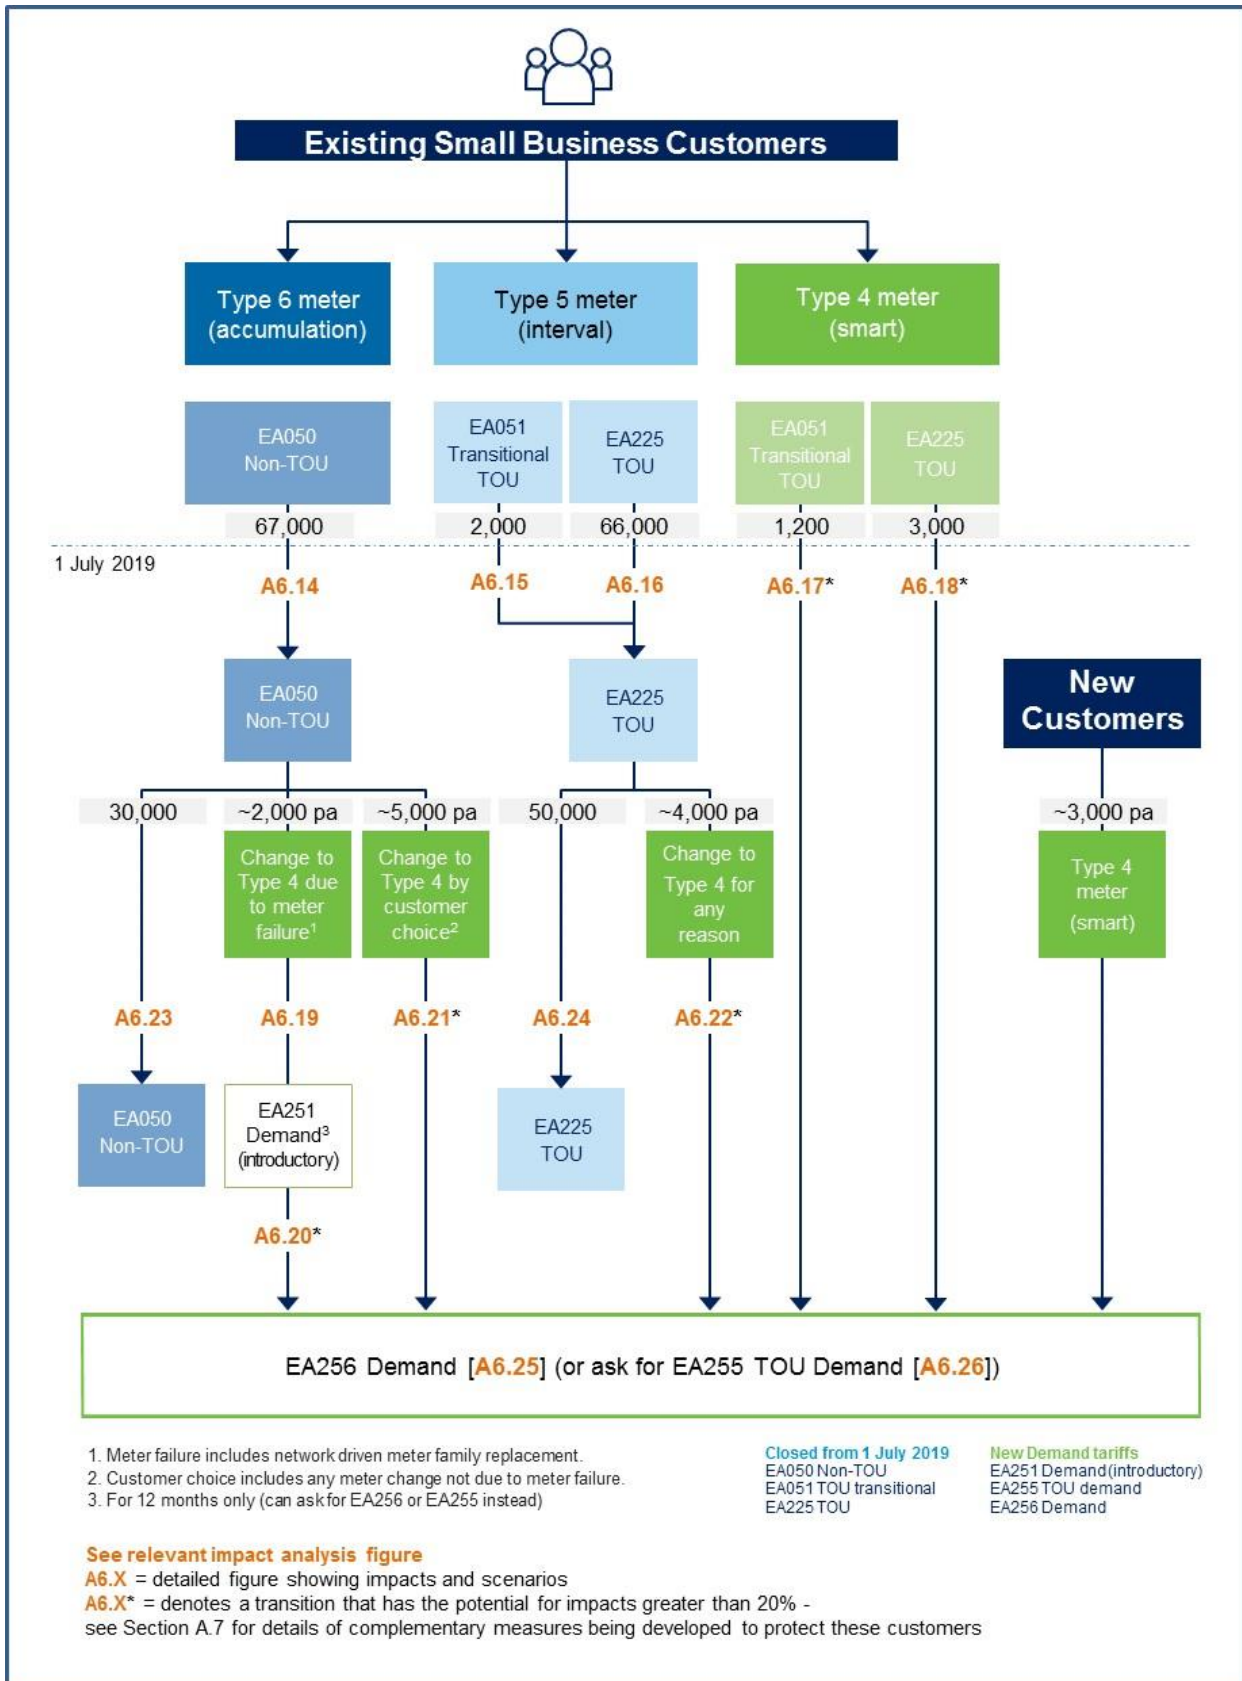 Existing Small Business Customers
Type 6 meter
(accumulation)
Type 5 meter
(interval)
Type 4 meter
(smart)
EA050
Non-TOU
EA051
Transitional
TOU
EA225
TOU
EA051
Transitional
TOU
EA225
TOU
67,000
2,000
66,000
1,200
3,000
1 July 2019
A6.14
A6.15
A6.16
A6.17*
A6.18*
EA050
Non-TOU
EA225
TOU
New
Customers
30,000
~2,000 pa
~5,000 pa
50,000
~4,000 pa
~3,000 pa
Change to
Type 4 due
to meter
failure¹
Change to
Type 4 by
customer
choice²
Change to
Type 4 for
any
reason
Type 4
meter
(smart)
A6.23
A6.19
A6.21*
A6.24
A6.22*
EA050
Non-TOU
EA251
Demand³
(introductory)
EA225
TOU
A6.20*
EA256 Demand [A6.25] (or ask for EA255 TOU Demand [A6.26])
1. Meter failure includes network driven meter family replacement.
2. Customer choice includes any meter change not due to meter failure.
3. For 12 months only (can ask for EA256 or EA255 instead)
Closed from 1 July 2019
EA050 Non-TOU
EA051 TOU transitional
EA225 TOU
New Demand tariffs
EA251 Demand (introductory)
EA255 TOU demand
EA256 Demand
See relevant impact analysis figure
A6.X = detailed figure showing impacts and scenarios
A6.X* = denotes a transition that has the potential for impacts greater than 20% -
see Section A.7 for details of complementary measures being developed to protect these customers